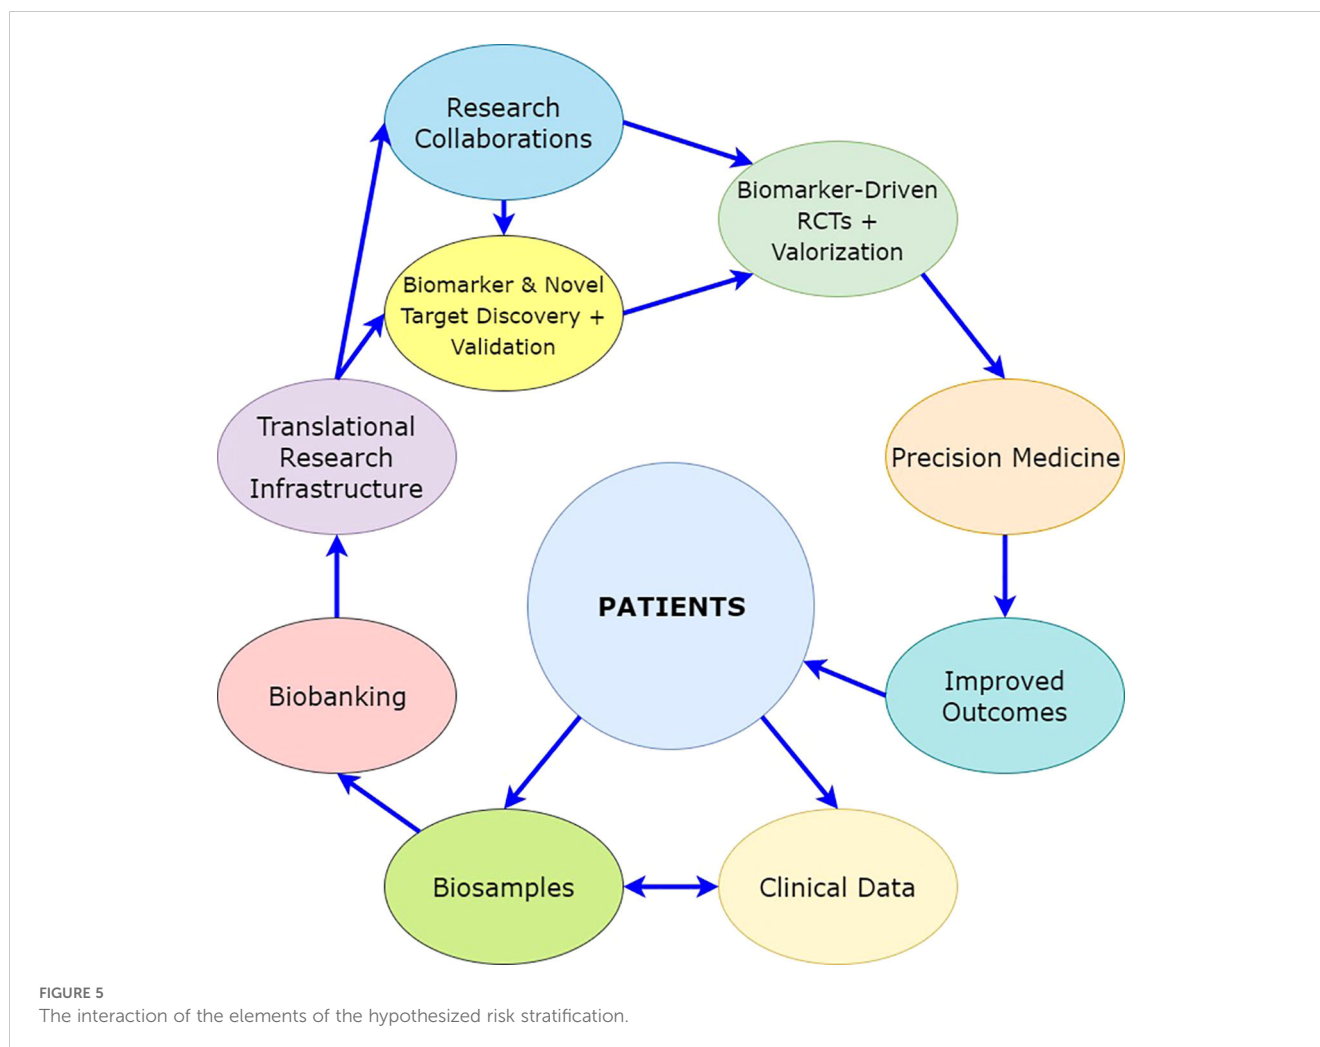 Research
Collaborations
Biomarker-Driven
RCTs +
Valorization
Biomarker & Novel
Target Discovery +
Validation
Translational
Research
Infrastructure
Precision Medicine
PATIENTS
Biobanking
Improved
Outcomes
Biosamples
Clinical Data
FIGURE 5
The interaction of the elements of the hypothesized risk stratification.